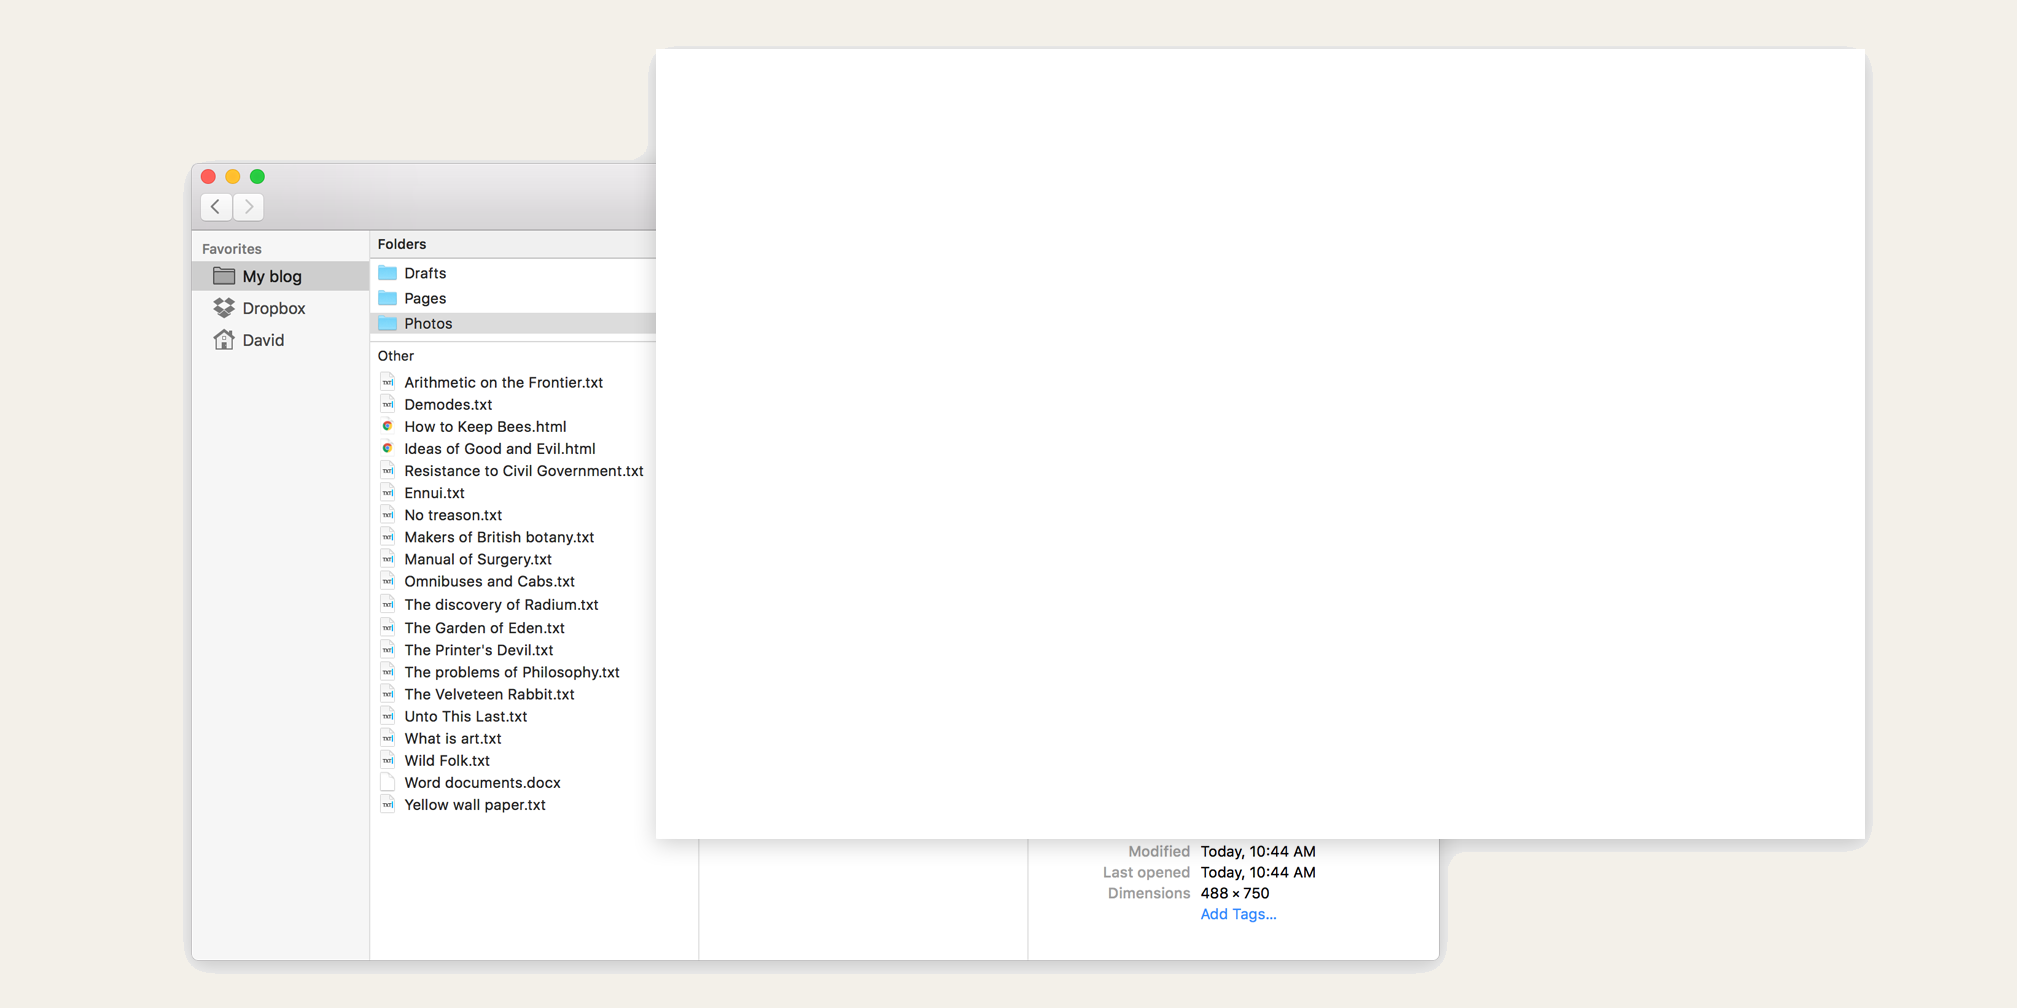 Favorites
My blog
Dropbox
David
Folders
Drafts
Pages
Photos
Other
Arithmetic on the Frontier.txt
Demodes.txt
How to Keep Bees.html
Ideas of Good and Evil.html
Resistance to Civil Government.txt
Ennui.txt
No treason.txt
Makers of British botany.txt
Manual of Surgery.txt
Omnibuses and Cabs.txt
The discovery of Radium.txt
The Garden of Eden.txt
The Printer's Devil.txt
The problems of Philosophy.txt
The Velveteen Rabbit.txt
Unto This Last.txt
What is art.txt
Wild Folk.txt
Word documents.docx
Yellow wall paper.txt
Modified Today, 10:44 AM
Last opened Today, 10:44 AM
Dimensions 488 × 750
Add Tags...